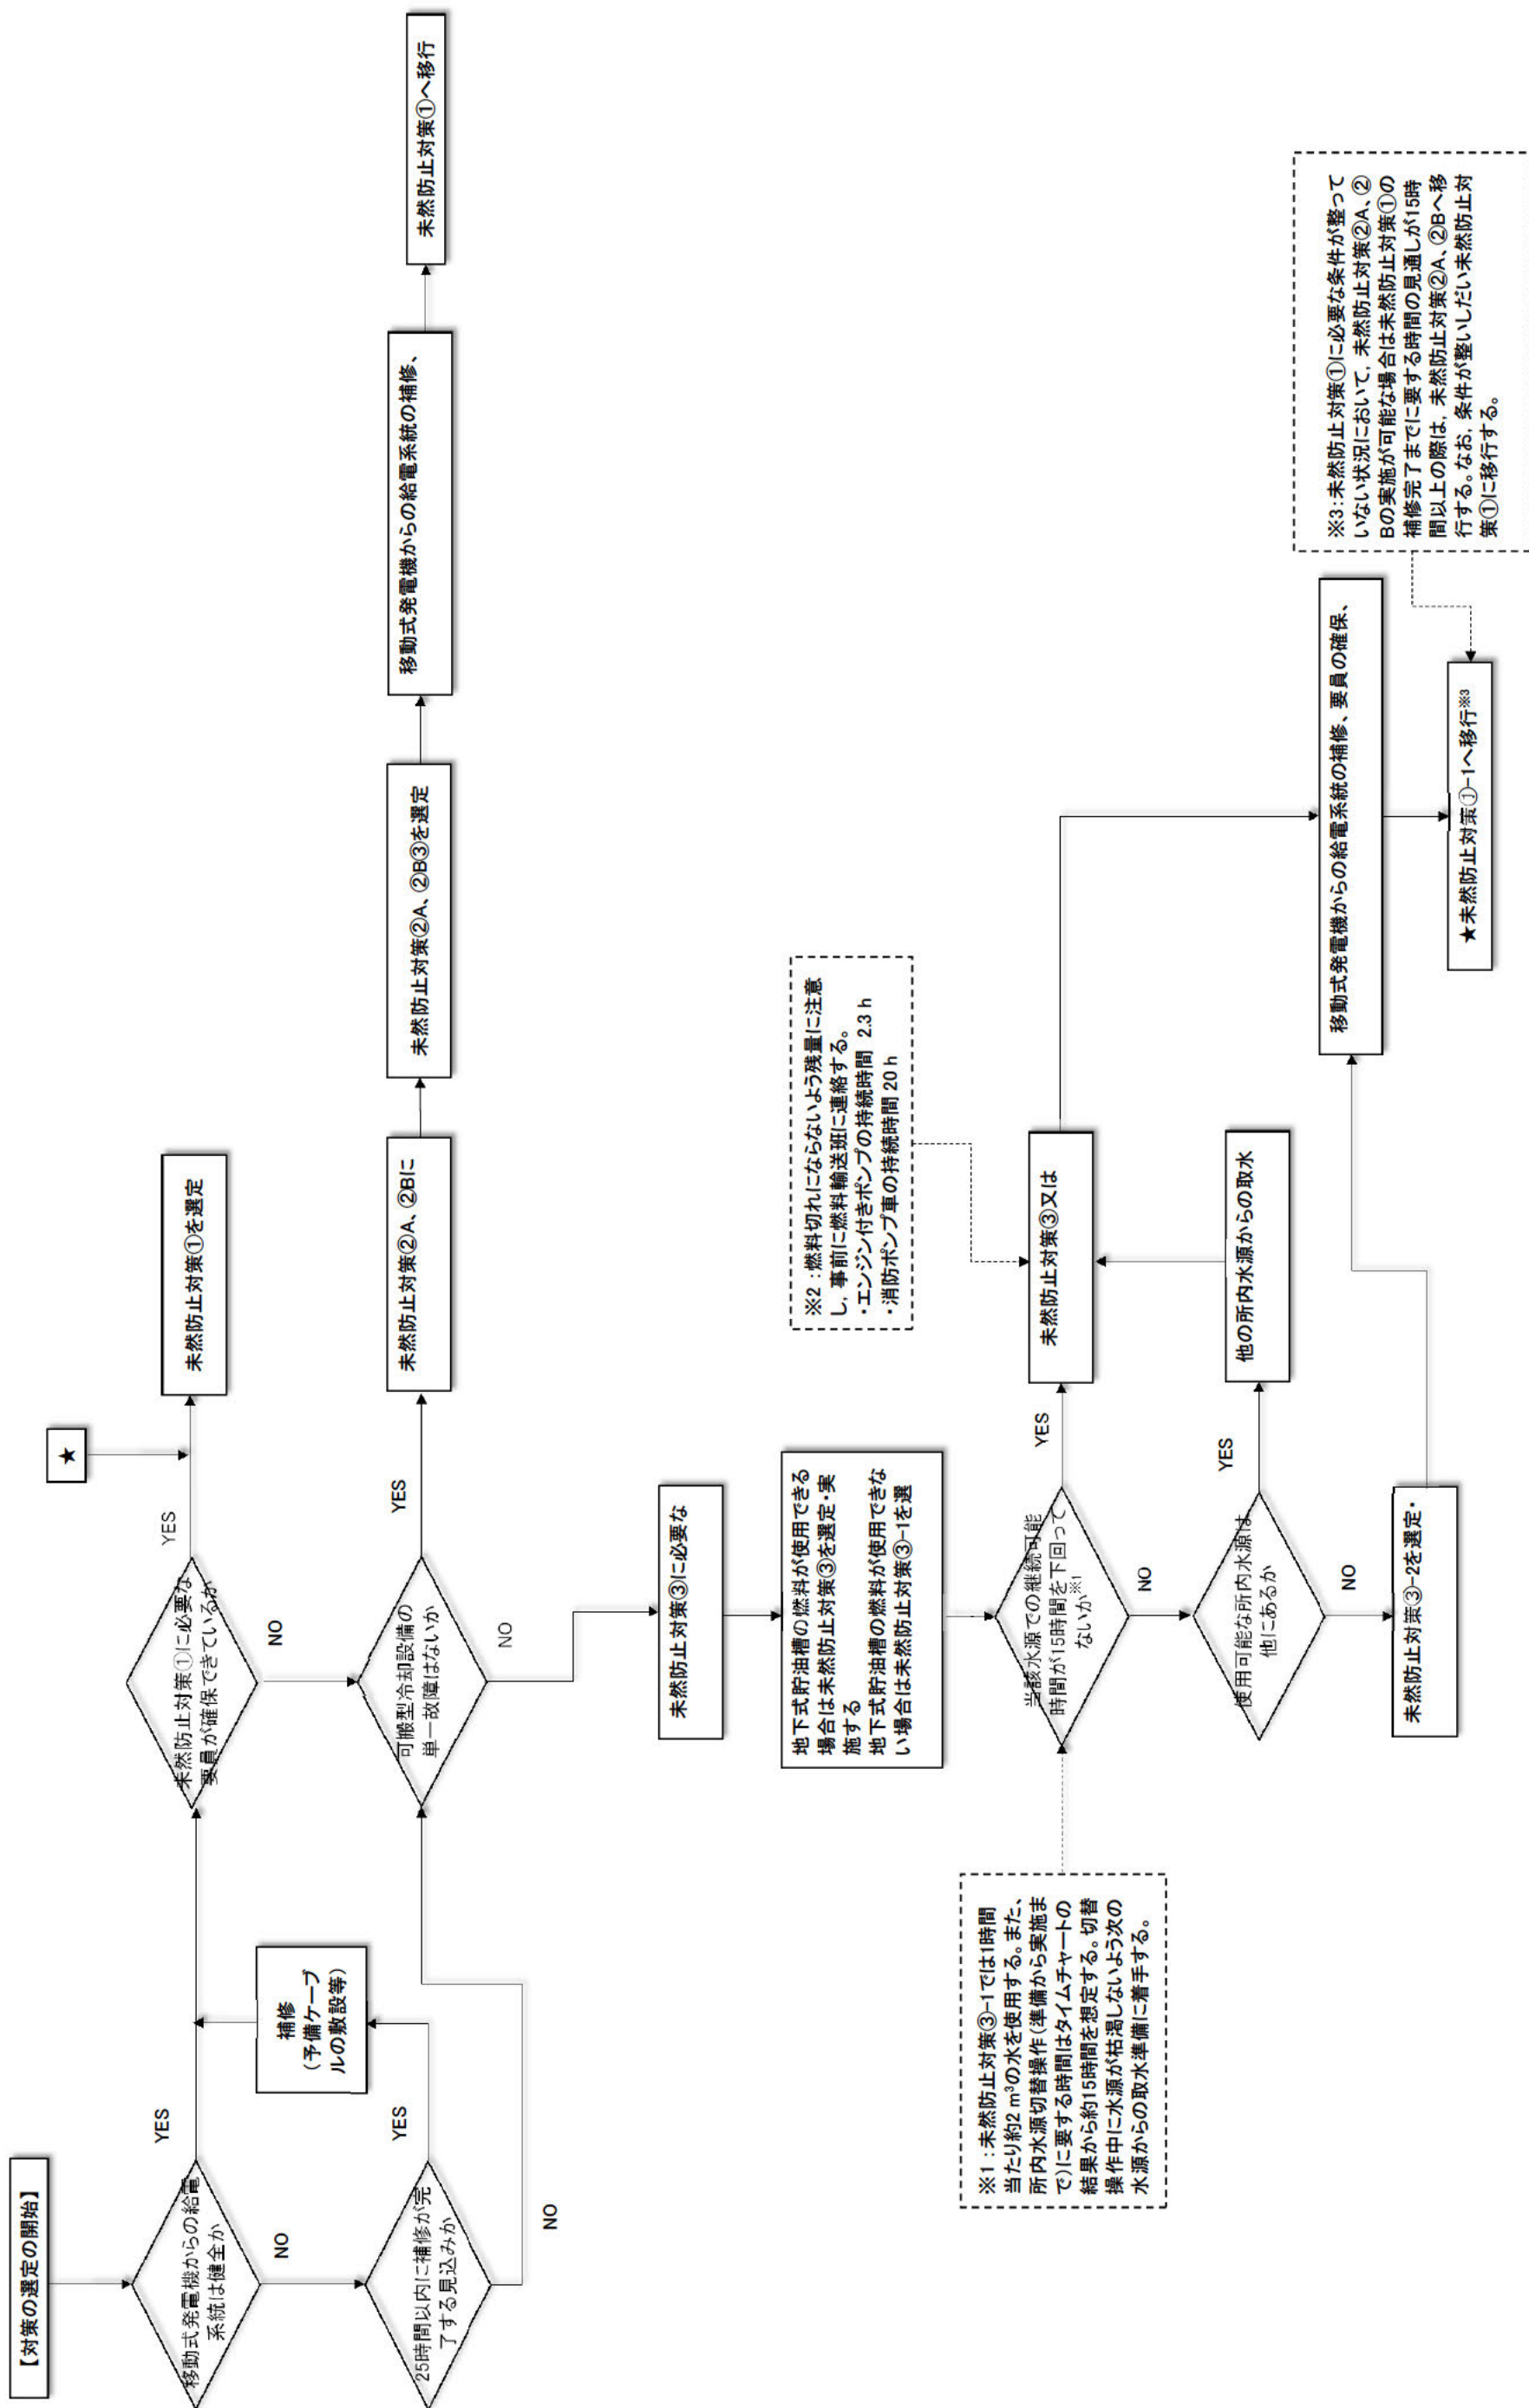 【対策の選定の開始】
移動式発電機からの給電
系統は健全か
YES
NO
25時間以内に補修が完
了する見込みか
YES
NO
補修
(予備ケーブ
ルの敷設等)
未然防止対策①に必要な
要員が確保できているか
YES
NO
★
未然防止対策①を選定
可搬型冷却設備の
単一故障はないか
YES
NO
未然防止対策②A、②Bに
未然防止対策②A、②B③を選定
移動式発電機からの給電系統の補修、
未然防止対策①へ移行
未然防止対策③に必要な
地下式貯油槽の燃料が使用できる
場合は未然防止対策③を選定・実
施する
地下式貯油槽の燃料が使用できな
い場合は未然防止対策③-1を選
当該水源での継続可能
時間が15時間を下回って
ないか※1
YES
NO
※1:未然防止対策③-1では1時間
当たり約2 m³の水を使用する。また、
所内水源切替操作(準備から実施ま
で)に要する時間はタイムチャートの
結果から約15時間を想定する。切替
操作中に水源が枯渇しないよう次の
水源からの取水準備に着手する。
未然防止対策③又は
※2:燃料切れにならないよう残量に注意
し,事前に燃料輸送班に連絡する。
・エンジン付きポンプの持続時間 2.3 h
・消防ポンプ車の持続時間 20 h
使用可能な所内水源は
他にあるか
YES
NO
他の所内水源からの取水
未然防止対策③-2を選定・
移動式発電機からの給電系統の補修、要員の確保、
★未然防止対策①-1へ移行※3
※3:未然防止対策①に必要な条件が整って
いない状況において,未然防止対策②A、②
Bの実施が可能な場合は未然防止対策①の
補修完了までに要する時間の見通しが15時
間以上の際は,未然防止対策②A、②Bへ移
行する。なお,条件が整いしだい未然防止対
策①に移行する。